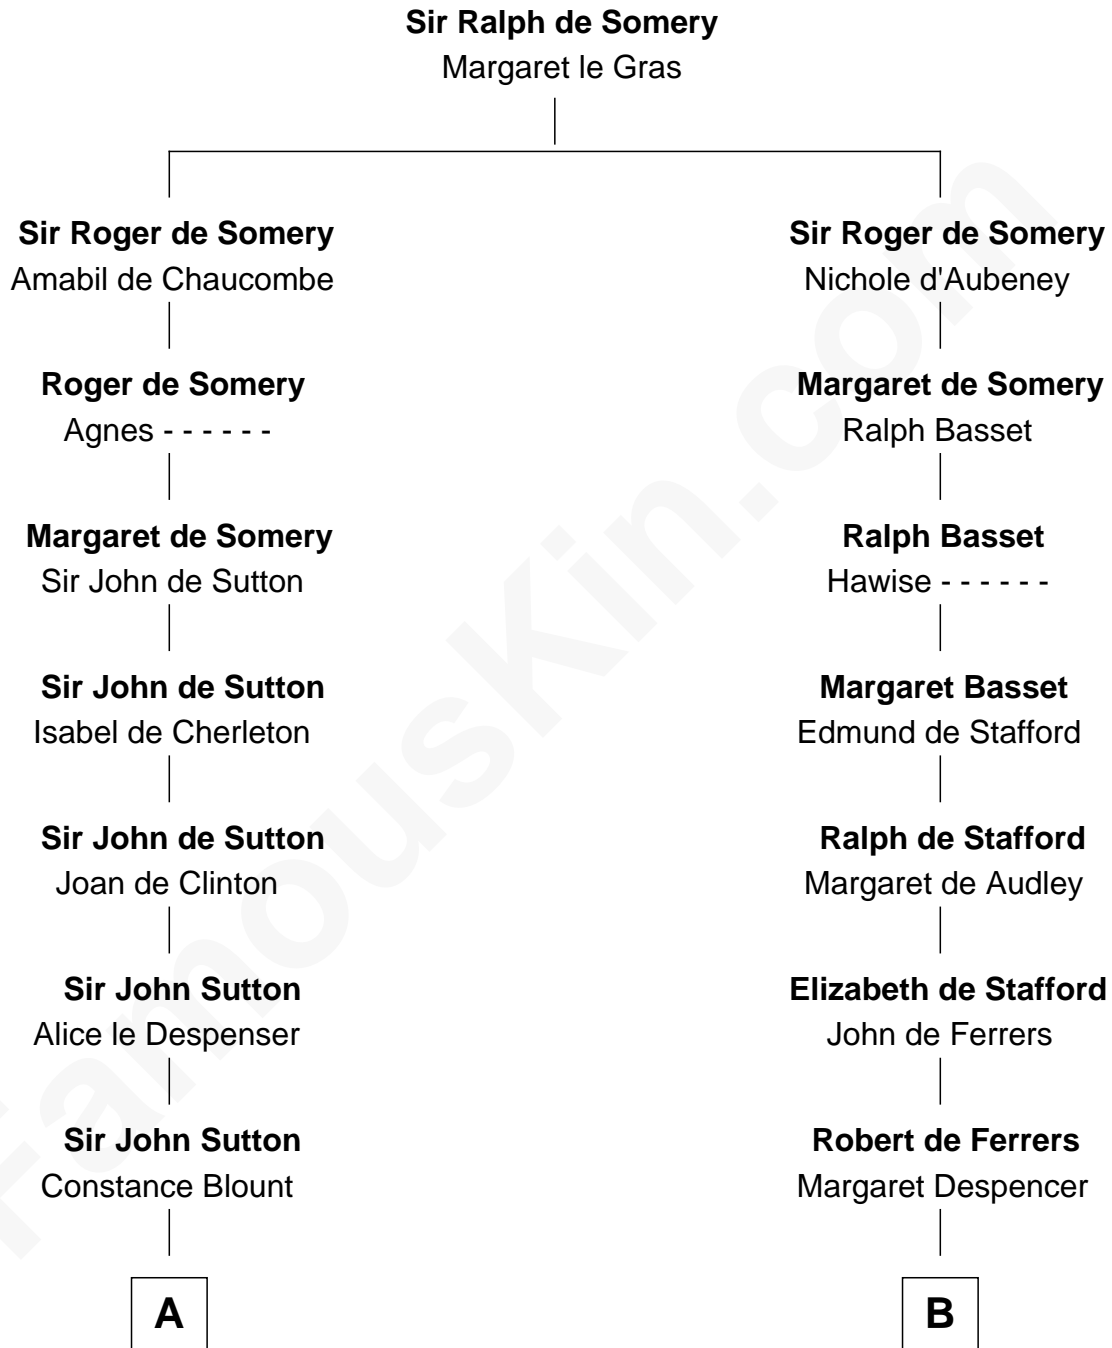 Sir Ralph de Somery
Margaret le Gras
Sir Roger de Somery
Amabil de Chaucombe
Sir Roger de Somery
Nichole d'Aubeney
Roger de Somery
Agnes - - - - - -
Margaret de Somery
Ralph Basset
Margaret de Somery
Sir John de Sutton
Ralph Basset
Hawise - - - - - -
Sir John de Sutton
Isabel de Cherleton
Margaret Basset
Edmund de Stafford
Sir John de Sutton
Joan de Clinton
Ralph de Stafford
Margaret de Audley
Sir John Sutton
Alice le Despenser
Elizabeth de Stafford
John de Ferrers
Sir John Sutton
Constance Blount
Robert de Ferrers
Margaret Despencer
A
B
FamousKin.com